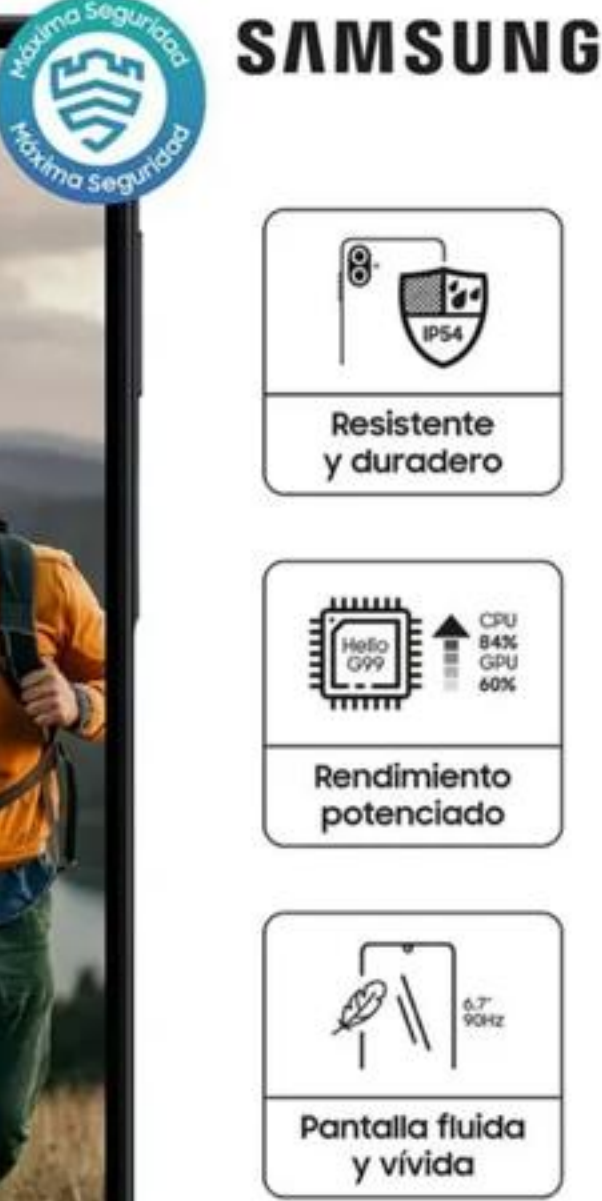 Máxima Seguridad
Máxima Seguridad
SAMSUNG
IP54
Resistente
y duradero
Helio
G99
CPU
84%
GPU
60%
Rendimiento
potenciado
6.7"
90Hz
Pantalla fluida
y vívida